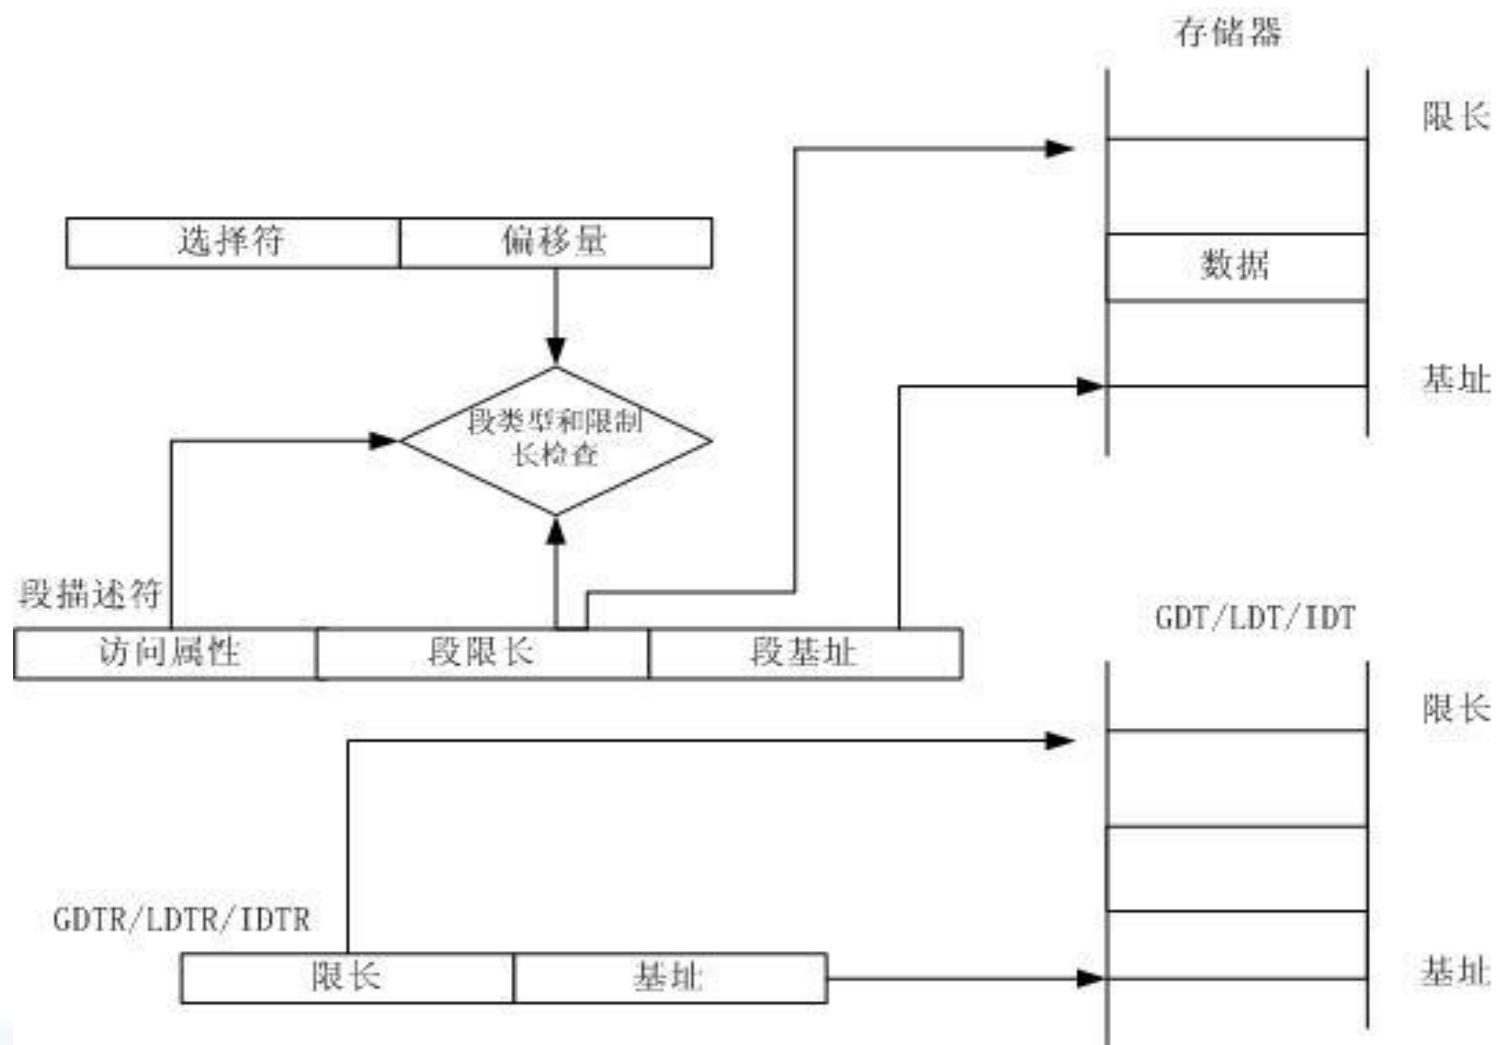 存储器
限长
选择符 偏移量
数据
基址
段类型和限制
长检查
段描述符
访问属性 段限长 段基址
GDT/LDT/IDT
限长
GDTR/LDTR/IDTR
限长 基址
基址